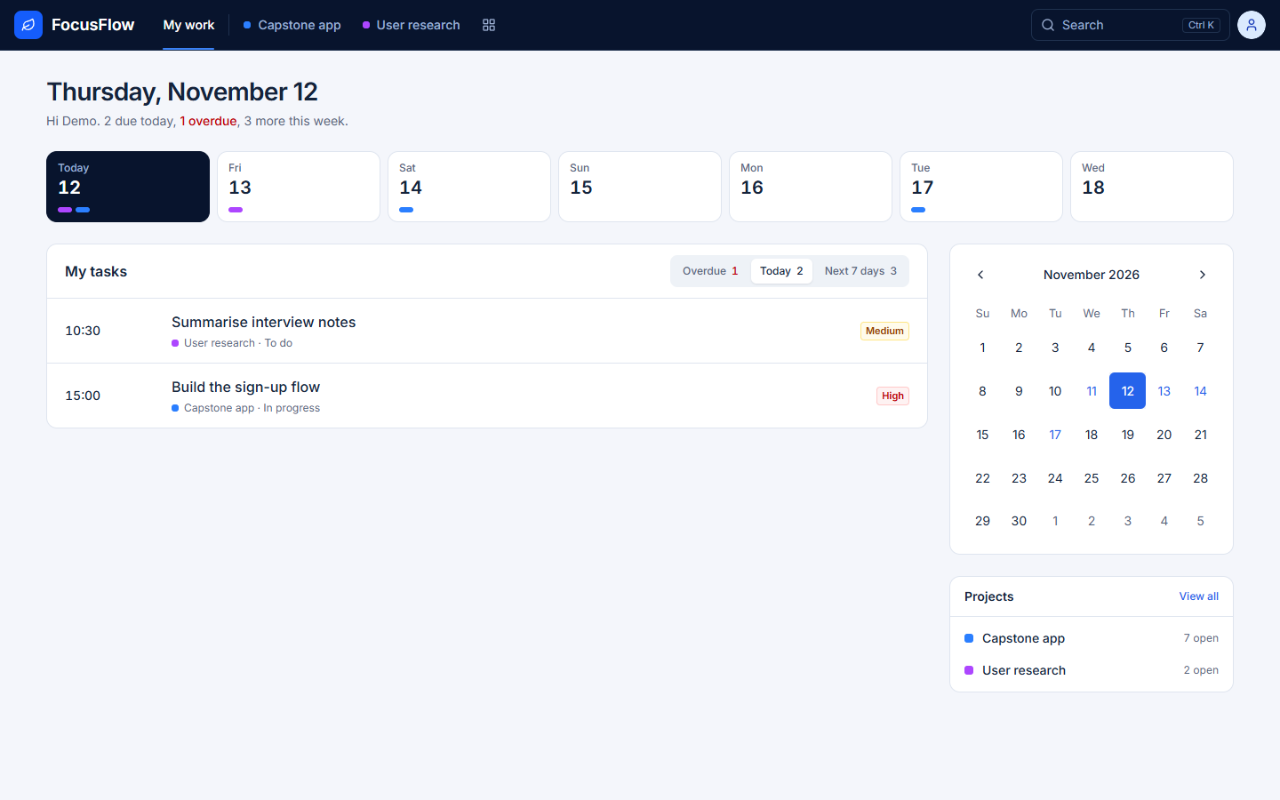 FocusFlow My work Capstone app User research Search Ctrl K
Thursday, November 12
Hi Demo. 2 due today, 1 overdue, 3 more this week.
Today Fri Sat Sun Mon Tue Wed
12 13 14 15 16 17 18
My tasks Overdue 1 Today 2 Next 7 days 3
10:30 Summarise interview notes Medium
User research · To do
15:00 Build the sign-up flow High
Capstone app · In progress
November 2026
Su Mo Tu We Th Fr Sa
1 2 3 4 5 6 7
8 9 10 11 12 13 14
15 16 17 18 19 20 21
22 23 24 25 26 27 28
29 30 1 2 3 4 5
Projects View all
Capstone app 7 open
User research 2 open